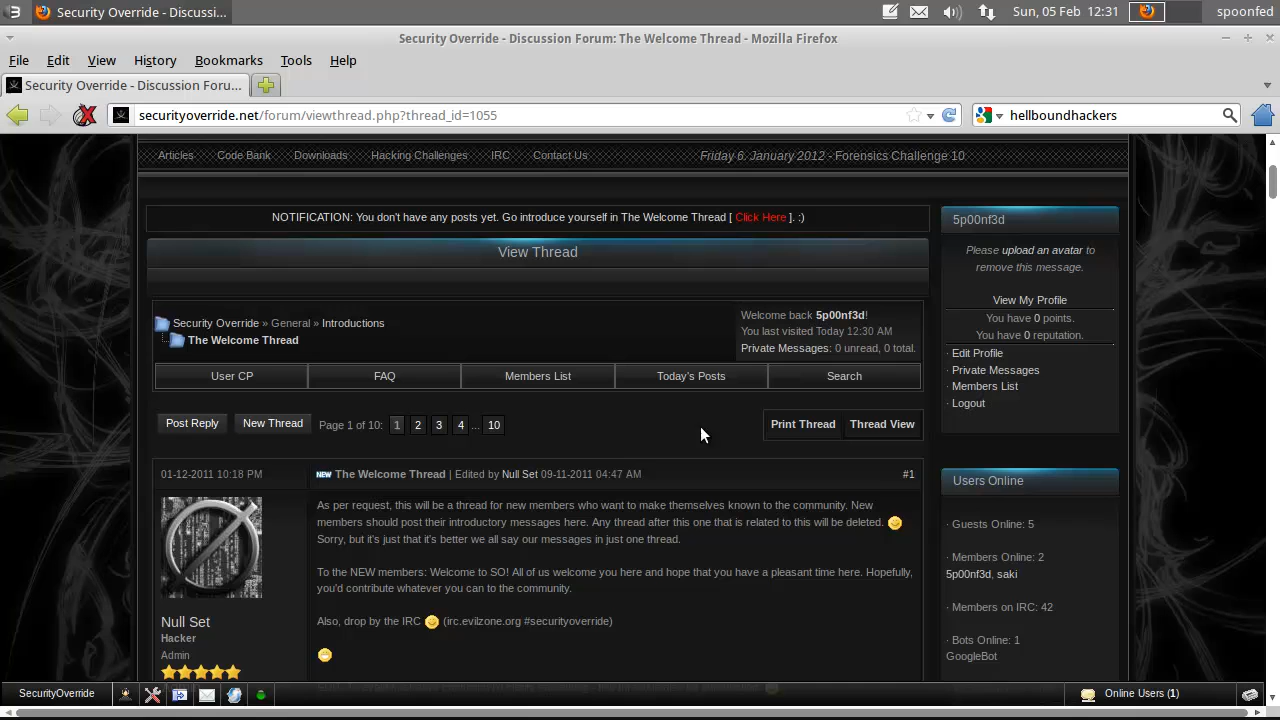 Security Override - Discussi...
Sun, 05 Feb 12:31
spoonfed
Security Override - Discussion Forum: The Welcome Thread - Mozilla Firefox
File Edit View History Bookmarks Tools Help
Security Override - Discussion Foru...
securityoverride.net/forum/viewthread.php?thread_id=1055
hellboundhackers
Articles Code Bank Downloads Hacking Challenges IRC Contact Us
Friday 6. January 2012 - Forensics Challenge 10
NOTIFICATION: You don't have any posts yet. Go introduce yourself in The Welcome Thread [ Click Here ]. :)
View Thread
Security Override » General » Introductions
The Welcome Thread
Welcome back 5p00nf3d!
You last visited Today 12:30 AM
Private Messages: 0 unread, 0 total.
User CP FAQ Members List Today's Posts Search
Post Reply New Thread Page 1 of 10: 1 2 3 4 ... 10
Print Thread Thread View
01-12-2011 10:18 PM
NEW The Welcome Thread | Edited by Null Set 09-11-2011 04:47 AM
#1
As per request, this will be a thread for new members who want to make themselves known to the community. New
members should post their introductory messages here. Any thread after this one that is related to this will be deleted.
Sorry, but it's just that it's better we all say our messages in just one thread.
To the NEW members: Welcome to SO! All of us welcome you here and hope that you have a pleasant time here. Hopefully,
you'd contribute whatever you can to the community.
Also, drop by the IRC (irc.evilzone.org #securityoverride)
Null Set
Hacker
Admin
5p00nf3d
Please upload an avatar to
remove this message.
View My Profile
You have 0 points.
You have 0 reputation.
· Edit Profile
· Private Messages
· Members List
· Logout
Users Online
· Guests Online: 5
· Members Online: 2
5p00nf3d, saki
· Members on IRC: 42
· Bots Online: 1
GoogleBot
SecurityOverride
Online Users (1)